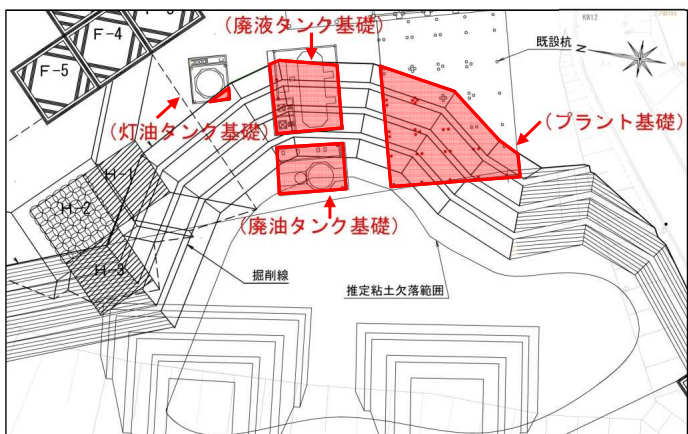 （廃液タンク基礎）
KW12
F-4
既設杭
N
F-5
（灯油タンク基礎）
（プラント基礎）
H-1
H-2
（廃油タンク基礎）
H-3
掘削線
推定粘土欠落範囲